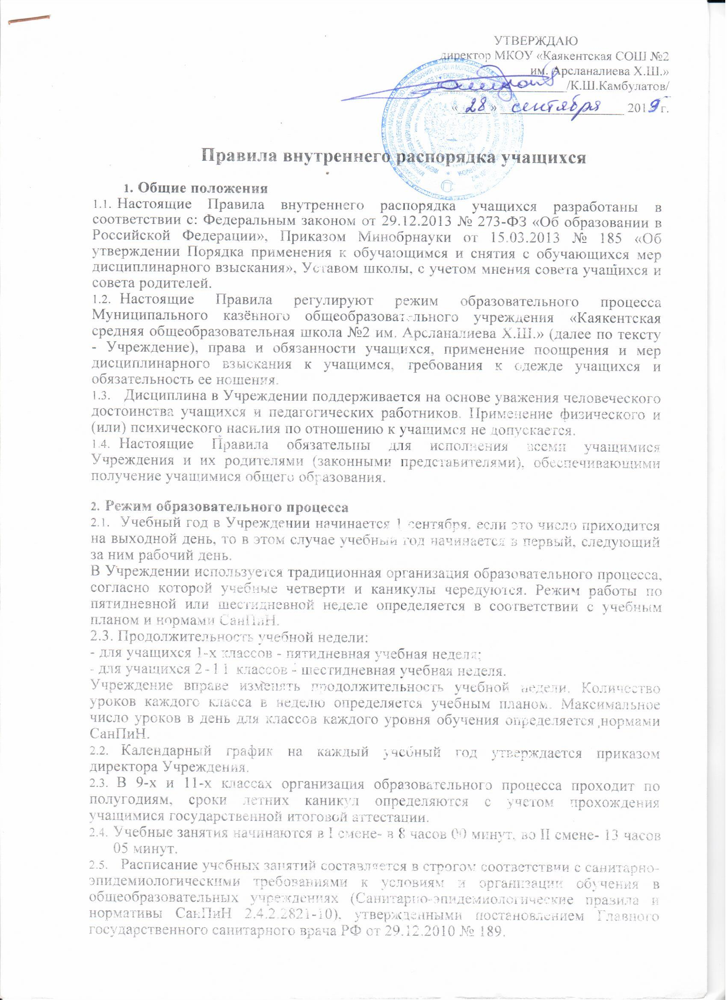 УТВЕРЖДАЮ
директор МКОУ «Каякентская СОШ №2
им. Арсланалиева Х.Ш.»
/К.Ш.Камбулатов/
« 28 » сентября 2019 г.
Правила внутреннего распорядка учащихся
1. Общие положения
1.1. Настоящие Правила внутреннего распорядка учащихся разработаны в
соответствии с: Федеральным законом от 29.12.2013 № 273-ФЗ «Об образовании в
Российской Федерации», Приказом Минобрнауки от 15.03.2013 № 185 «Об
утверждении Порядка применения к обучающимся и снятия с обучающихся мер
дисциплинарного взыскания», Уставом школы, с учетом мнения совета учащихся и
совета родителей.
1.2. Настоящие Правила регулируют режим образовательного процесса
Муниципального казённого общеобразовательного учреждения «Каякентская
средняя общеобразовательная школа №2 им. Арсланалиева Х.Ш.» (далее по тексту
- Учреждение), права и обязанности учащихся, применение поощрения и мер
дисциплинарного взыскания к учащимся, требования к одежде учащихся и
обязательность ее ношения.
1.3. Дисциплина в Учреждении поддерживается на основе уважения человеческого
достоинства учащихся и педагогических работников. Применение физического и
(или) психического насилия по отношению к учащимся не допускается.
1.4. Настоящие Правила обязательны для исполнения всеми учащимися
Учреждения и их родителями (законными представителями), обеспечивающими
получение учащимися общего образования.
2. Режим образовательного процесса
2.1. Учебный год в Учреждении начинается 1 сентября, если это число приходится
на выходной день, то в этом случае учебный год начинается в первый, следующий
за ним рабочий день.
В Учреждении используется традиционная организация образовательного процесса,
согласно которой учебные четверти и каникулы чередуются. Режим работы по
пятидневной или шестидневной неделе определяется в соответствии с учебным
планом и нормами СанПиН.
2.3. Продолжительность учебной недели:
- для учащихся 1-х классов - пятидневная учебная неделя;
- для учащихся 2 - 11 классов - шестидневная учебная неделя.
Учреждение вправе изменять продолжительность учебной недели. Количество
уроков каждого класса в неделю определяется учебным планом. Максимальное
число уроков в день для классов каждого уровня обучения определяется нормами
СанПиН.
2.2. Календарный график на каждый учебный год утверждается приказом
директора Учреждения.
2.3. В 9-х и 11-х классах организация образовательного процесса проходит по
полугодиям, сроки летних каникул определяются с учетом прохождения
учащимися государственной итоговой аттестации.
2.4. Учебные занятия начинаются в I смене- в 8 часов 00 минут, во II смене- 13 часов
05 минут.
2.5. Расписание учебных занятий составляется в строгом соответствии с санитарно-
эпидемиологическими требованиями к условиям и организации обучения в
общеобразовательных учреждениях (Санитарно-эпидемиологические правила и
нормативы СанПиН 2.4.2.2821-10), утвержденными постановлением Главного
государственного санитарного врача РФ от 29.12.2010 № 189.